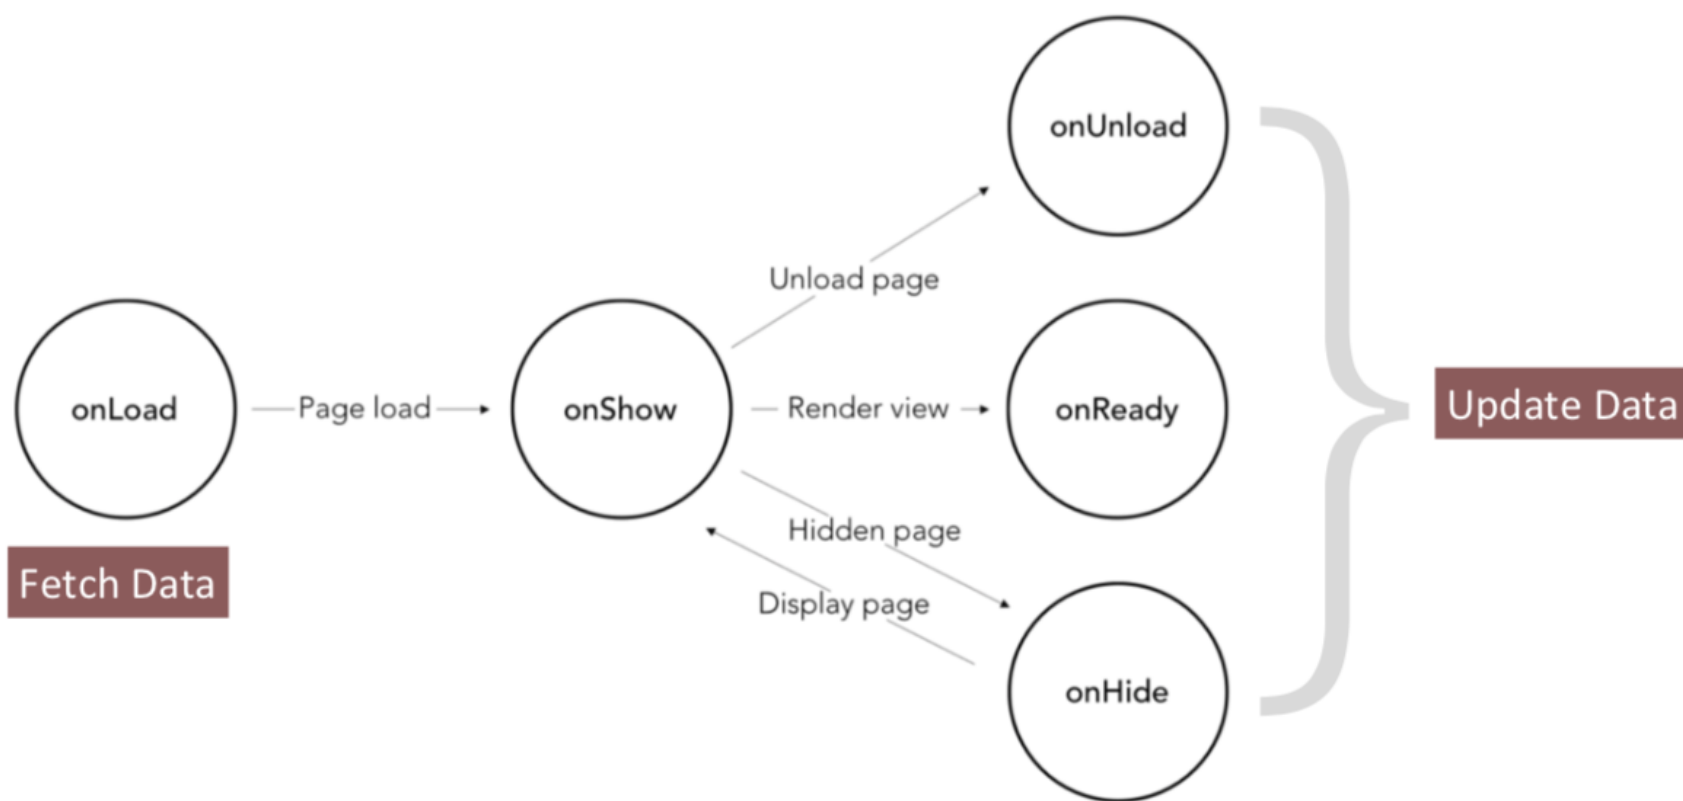 onUnload
Unload page
onLoad
Page load
onShow
Render view
onReady
Update Data
Hidden page
Fetch Data
Display page
onHide